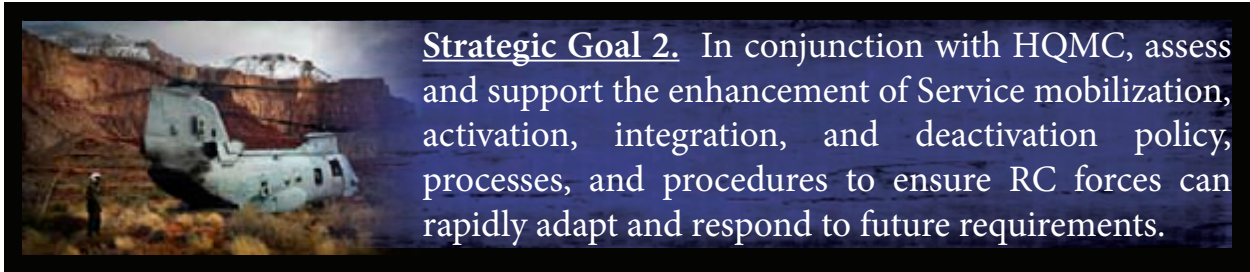 Strategic Goal 2. In conjunction with HQMC, assess
and support the enhancement of Service mobilization,
activation, integration, and deactivation policy,
processes, and procedures to ensure RC forces can
rapidly adapt and respond to future requirements.